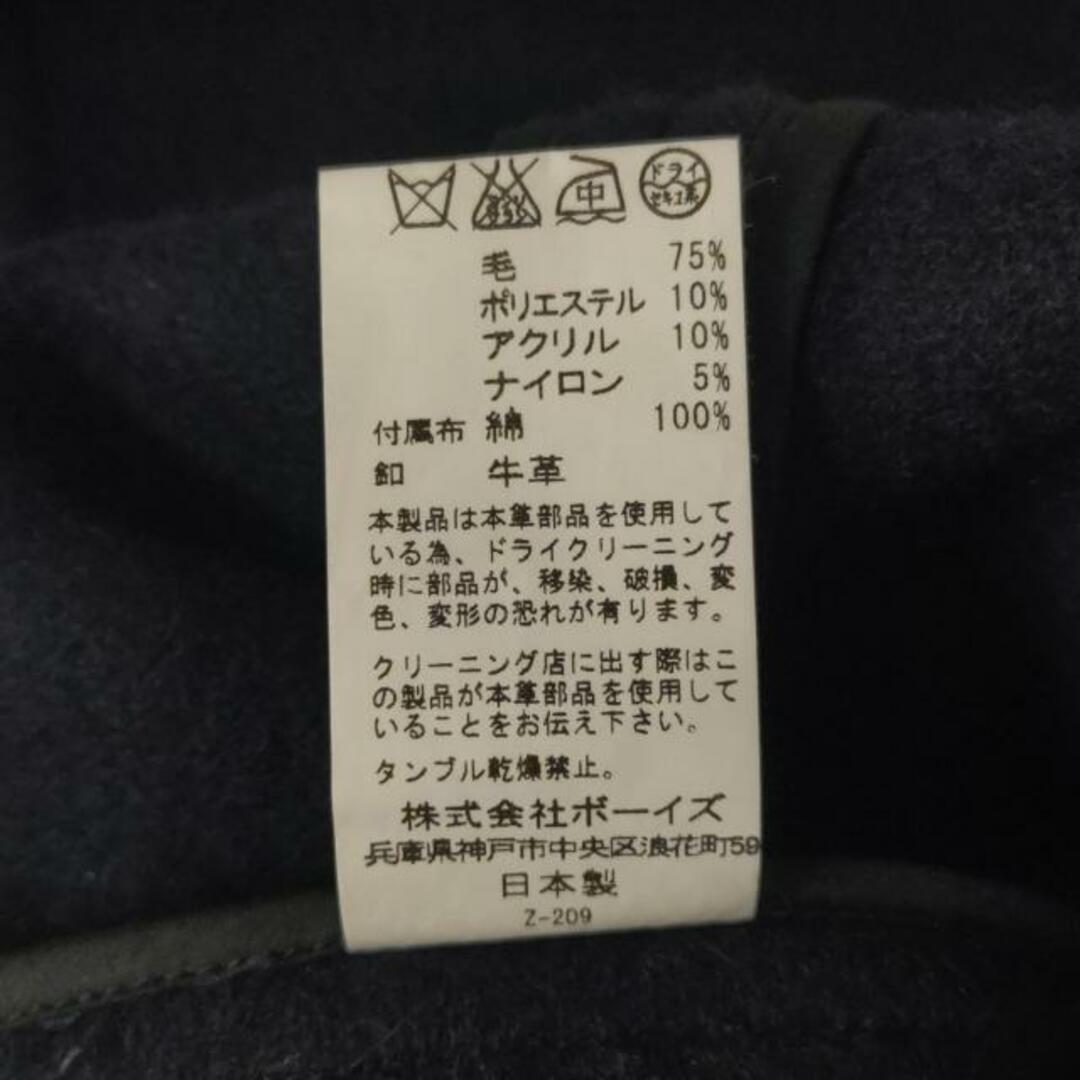 中
ドライ
セキユ系
毛 75%
ポリエステル 10%
アクリル 10%
ナイロン 5%
付属布 綿 100%
釦 牛革
本製品は本革部品を使用して
いる為、ドライクリーニング
時に部品が、移染、破損、変
色、変形の恐れが有ります。
クリーニング店に出す際はこ
の製品が本革部品を使用して
いることをお伝え下さい。
タンブル乾燥禁止。
株式会社ボーイズ
兵庫県神戸市中央区浪花町59
日本製
Z-209